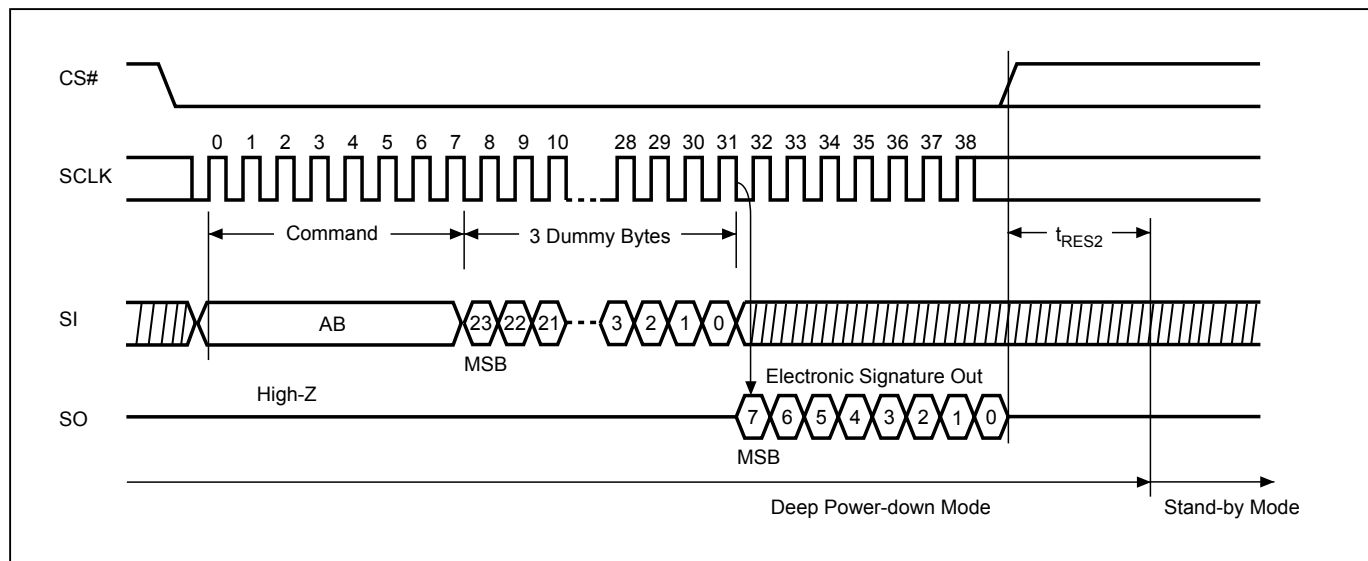 CS#
0 1 2 3 4 5 6 7 8 9 10 28 29 30 31 32 33 34 35 36 37 38
SCLK
Command 3 Dummy Bytes tRES2
SI AB 23 22 21 3 2 1 0
MSB
Electronic Signature Out
High-Z
SO 7 6 5 4 3 2 1 0
MSB
Deep Power-down Mode Stand-by Mode